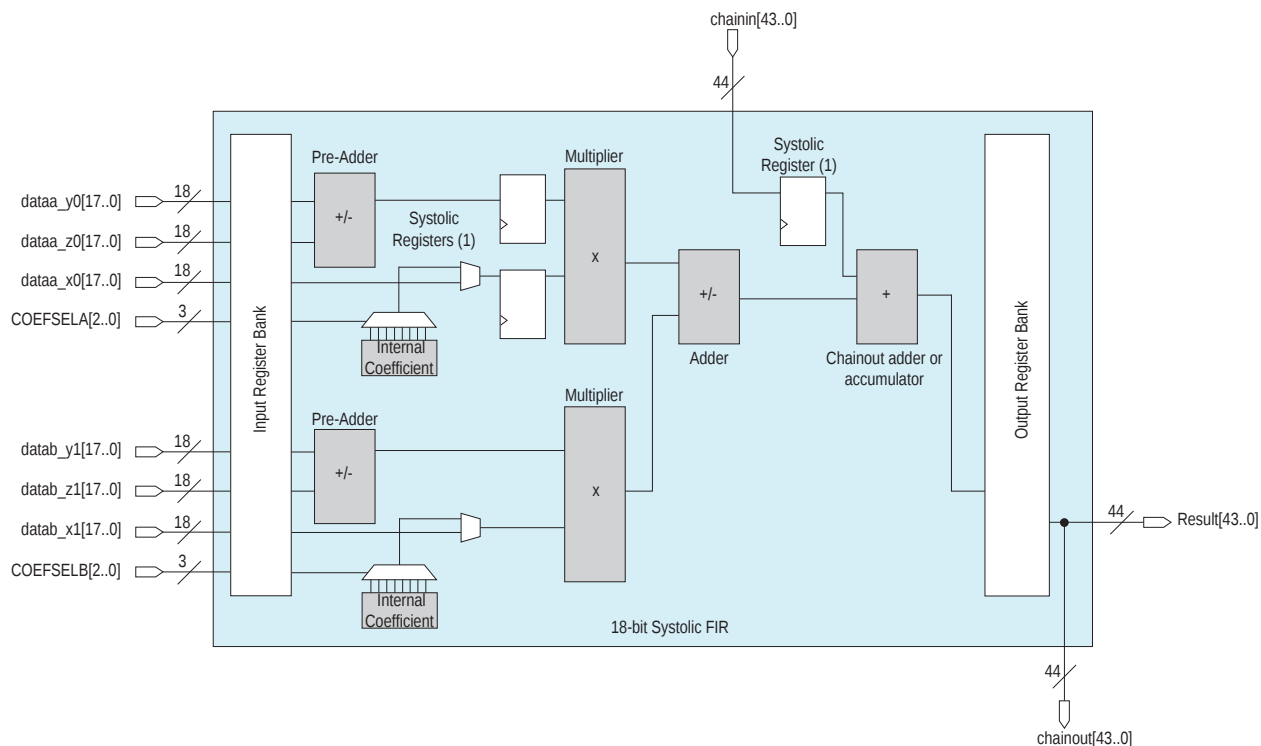 chainin[43..0]
44
Systolic
Register (1)
Pre-Adder
Multiplier
dataa_y0[17..0]
18
+/-
Systolic
Registers (1)
dataa_z0[17..0]
18
x
dataa_x0[17..0]
18
+/-
+
COEFSELA[2..0]
3
Internal
Coefficient
Adder
Chainout adder or
accumulator
Input Register Bank
Output Register Bank
Pre-Adder
Multiplier
datab_y1[17..0]
18
+/-
datab_z1[17..0]
18
x
datab_x1[17..0]
18
44
Result[43..0]
COEFSELB[2..0]
3
Internal
Coefficient
18-bit Systolic FIR
44
chainout[43..0]